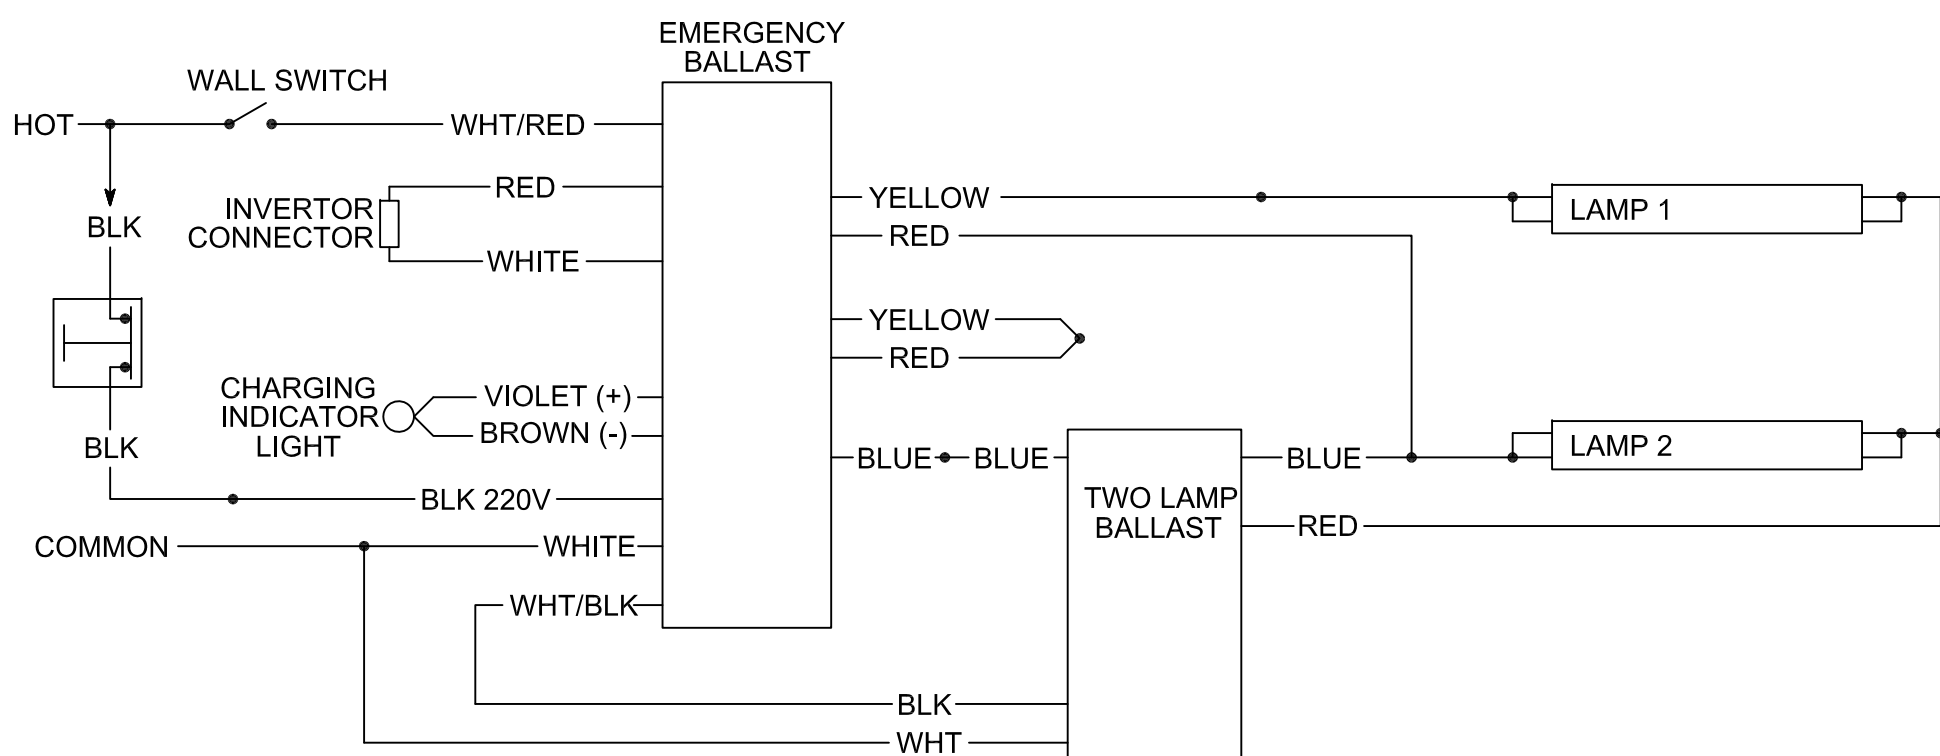 EMERGENCY
BALLAST
WALL SWITCH
HOT
WHT/RED
RED
INVERTOR
CONNECTOR
BLK
WHITE
YELLOW
RED
LAMP 1
YELLOW
RED
CHARGING
INDICATOR
LIGHT
VIOLET (+)
BROWN (-)
BLK
BLUE
BLUE
BLUE
LAMP 2
BLK 220V
TWO LAMP
BALLAST
RED
COMMON
WHITE
WHT/BLK
BLK
WHT